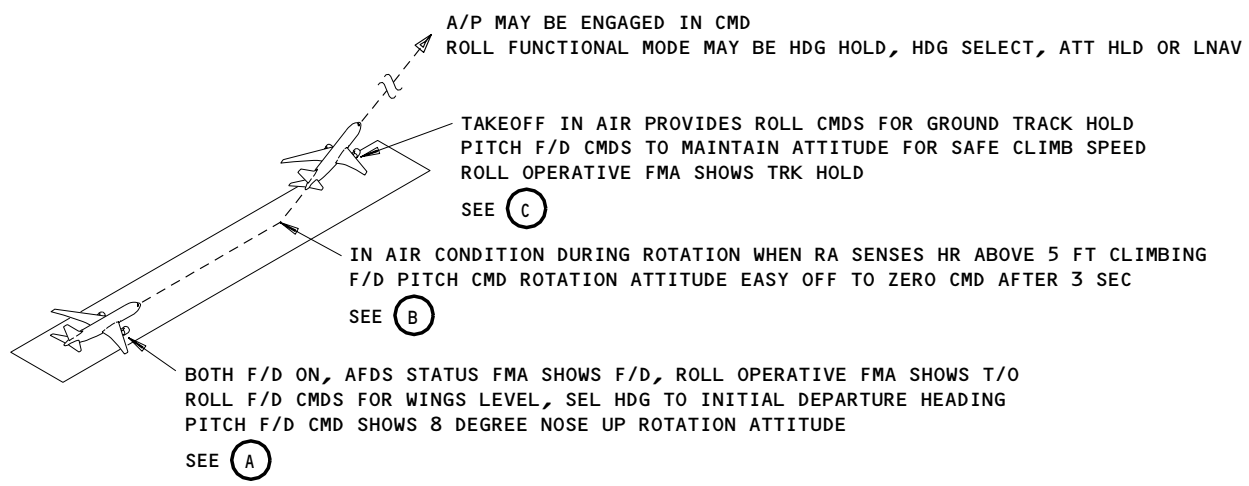 A/P MAY BE ENGAGED IN CMD
ROLL FUNCTIONAL MODE MAY BE HDG HOLD, HDG SELECT, ATT HLD OR LNAV
TAKEOFF IN AIR PROVIDES ROLL CMDS FOR GROUND TRACK HOLD
PITCH F/D CMDS TO MAINTAIN ATTITUDE FOR SAFE CLIMB SPEED
ROLL OPERATIVE FMA SHOWS TRK HOLD
SEE C
IN AIR CONDITION DURING ROTATION WHEN RA SENSES HR ABOVE 5 FT CLIMBING
F/D PITCH CMD ROTATION ATTITUDE EASY OFF TO ZERO CMD AFTER 3 SEC
SEE B
BOTH F/D ON, AFDS STATUS FMA SHOWS F/D, ROLL OPERATIVE FMA SHOWS T/O
ROLL F/D CMDS FOR WINGS LEVEL, SEL HDG TO INITIAL DEPARTURE HEADING
PITCH F/D CMD SHOWS 8 DEGREE NOSE UP ROTATION ATTITUDE
SEE A